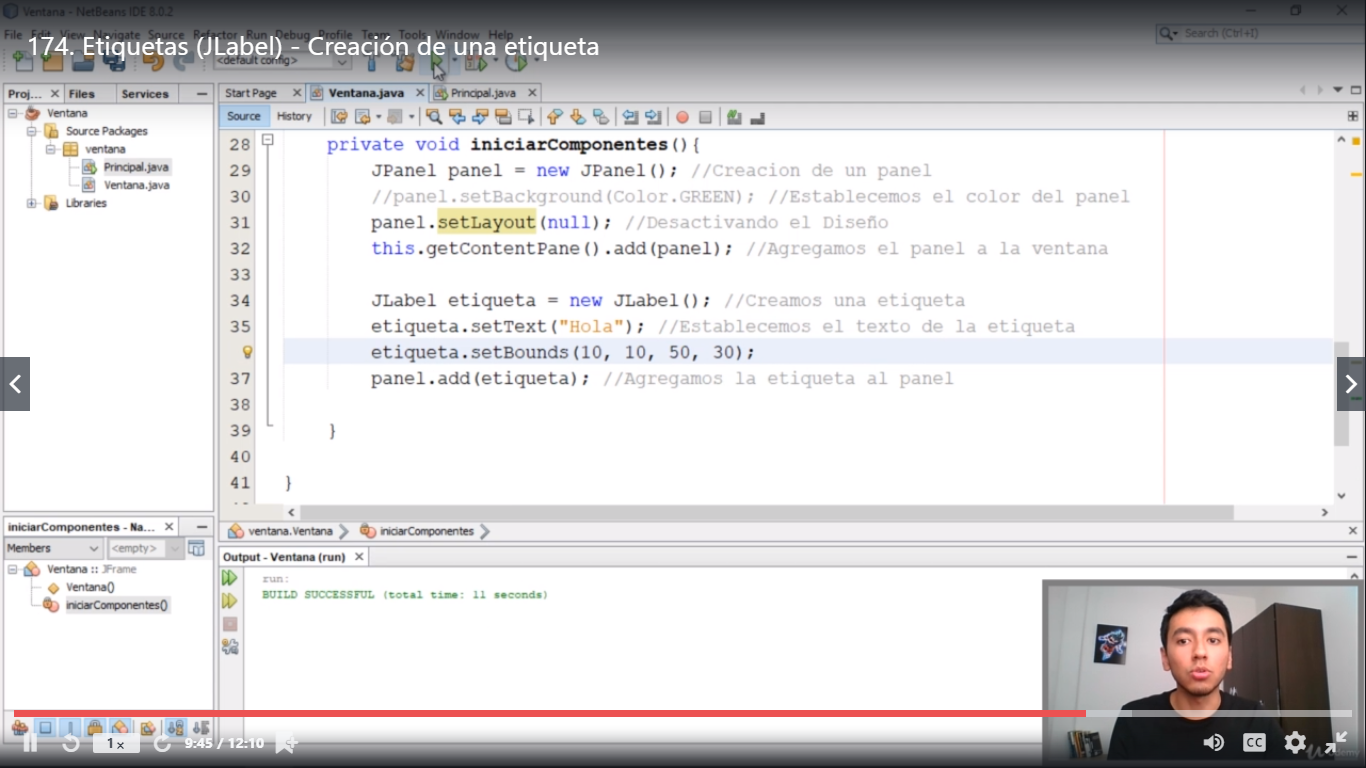 Ventana - NetBeans IDE 8.0.2
File Edit View Navigate Source Refactor Run Debug Profile Team Tools Window Help
Search (Ctrl+I)
174. Etiquetas (JLabel) - Creación de una etiqueta
<default config>
Proj... Files Services
Start Page Ventana.java Principal.java
Source History
Ventana
Source Packages
ventana
Principal.java
Ventana.java
Libraries
28 private void iniciarComponentes(){
29 JPanel panel = new JPanel(); //Creacion de un panel
30 //panel.setBackground(Color.GREEN); //Establecemos el color del panel
31 panel.setLayout(null); //Desactivando el Diseño
32 this.getContentPane().add(panel); //Agregamos el panel a la ventana
33
34 JLabel etiqueta = new JLabel(); //Creamos una etiqueta
35 etiqueta.setText("Hola"); //Establecemos el texto de la etiqueta
etiqueta.setBounds(10, 10, 50, 30);
37 panel.add(etiqueta); //Agregamos la etiqueta al panel
38
39 }
40
41 }
ventana.Ventana iniciarComponentes
iniciarComponentes - Na...
Members <empty>
Ventana :: JFrame
Ventana()
iniciarComponentes()
Output - Ventana (run)
run:
BUILD SUCCESSFUL (total time: 11 seconds)
1x 9:45 / 12:10
CC